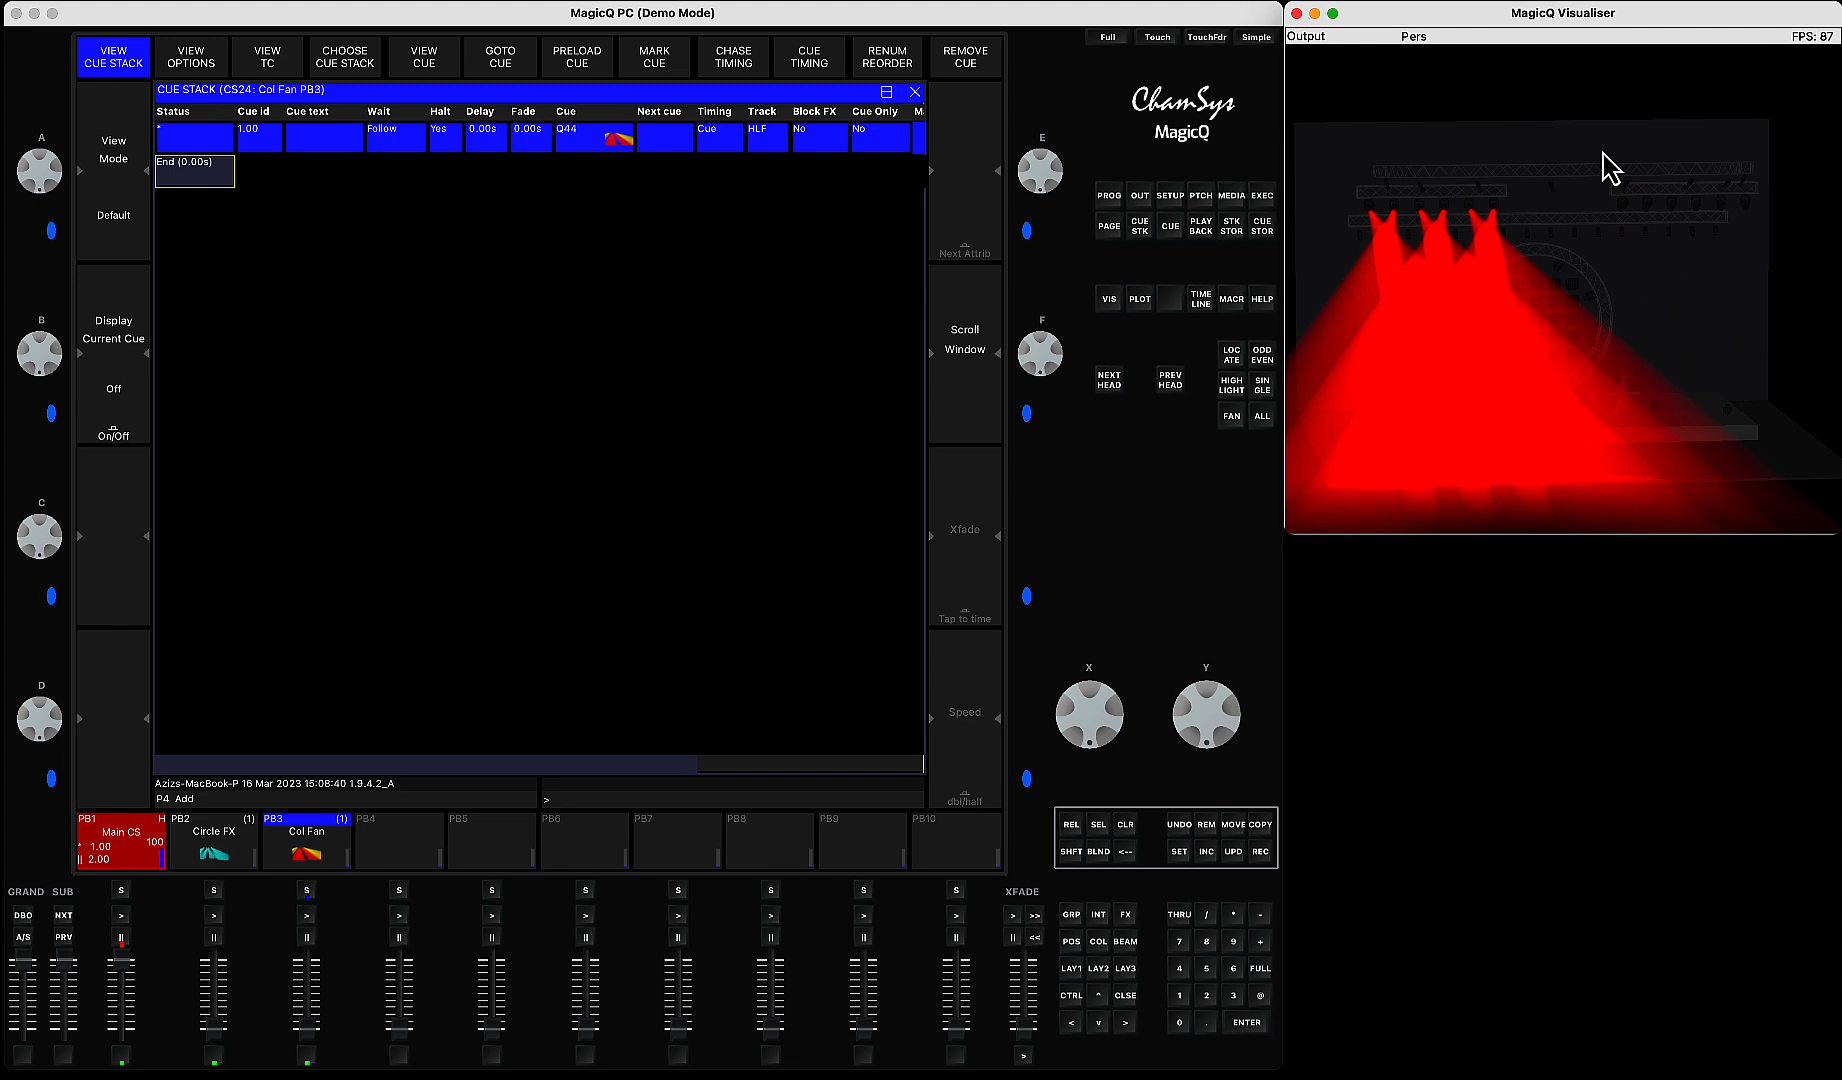 MagicQ PC (Demo Mode)
VIEW CUE STACK
VIEW OPTIONS
VIEW TC
CHOOSE CUE STACK
VIEW CUE
GOTO CUE
PRELOAD CUE
MARK CUE
CHASE TIMING
CUE TIMING
RENUM REORDER
REMOVE CUE
CUE STACK (CS24: Col Fan PB3)
Status Cue id Cue text Wait Halt Delay Fade Cue Next cue Timing Track Block FX Cue Only M
* 1.00 Follow Yes 0.00s 0.00s Q44 Cue HLF No No
End (0.00s)
A
View
Mode
Default
B
Display
Current Cue
Off
On/Off
C
D
Next Attrib
Scroll
Window
Xfade
Tap to time
Speed
dbl/half
Azizs-MacBook-P 16 Mar 2023 15:08:40 1.9.4.2_A
P4 Add
>
PB1 H
Main CS
* 1.00 100
|| 2.00
PB2 (1)
Circle FX
PB3 (1)
Col Fan
PB4
PB5
PB6
PB7
PB8
PB9
PB10
GRAND SUB
S S S S S S S S S S
XFADE
DBO NXT > > > > > > > > > > > >>
A/S PRV || || || || || || || || || || || <<
>
Full Touch TouchFdr Simple
ChamSys
MagicQ
E
PROG OUT SETUP PTCH MEDIA EXEC
PAGE CUE STK CUE PLAY BACK STK STOR CUE STOR
VIS PLOT TIME LINE MACR HELP
F
LOC ATE ODD EVEN
NEXT HEAD PREV HEAD HIGH LIGHT SIN GLE
FAN ALL
X Y
REL SEL CLR UNDO REM MOVE COPY
SHFT BLND <-- SET INC UPD REC
GRP INT FX THRU / * -
POS COL BEAM 7 8 9 +
LAY1 LAY2 LAY3 4 5 6 FULL
CTRL ^ CLSE 1 2 3 @
< v > 0 . ENTER
MagicQ Visualiser
Output Pers FPS: 87